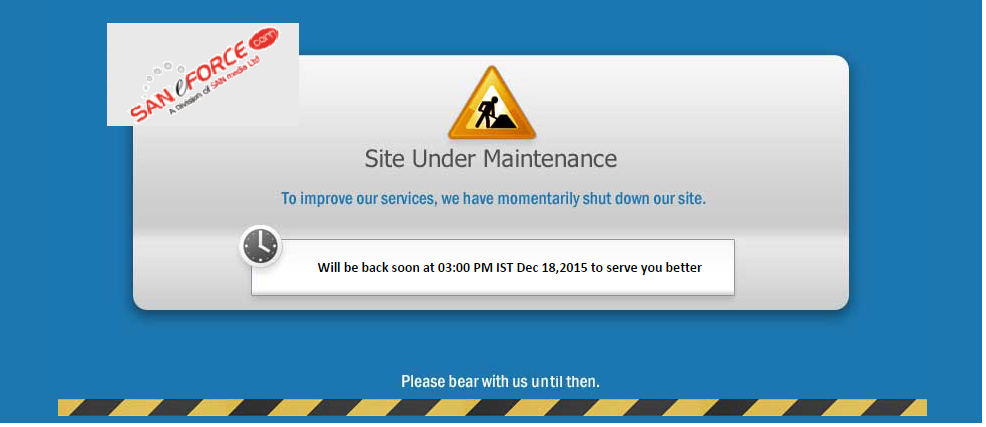 SAN eFORCE.com
A Division of SAN media Ltd
Site Under Maintenance
To improve our services, we have momentarily shut down our site.
Will be back soon at 03:00 PM IST Dec 18,2015 to serve you better
Please bear with us until then.